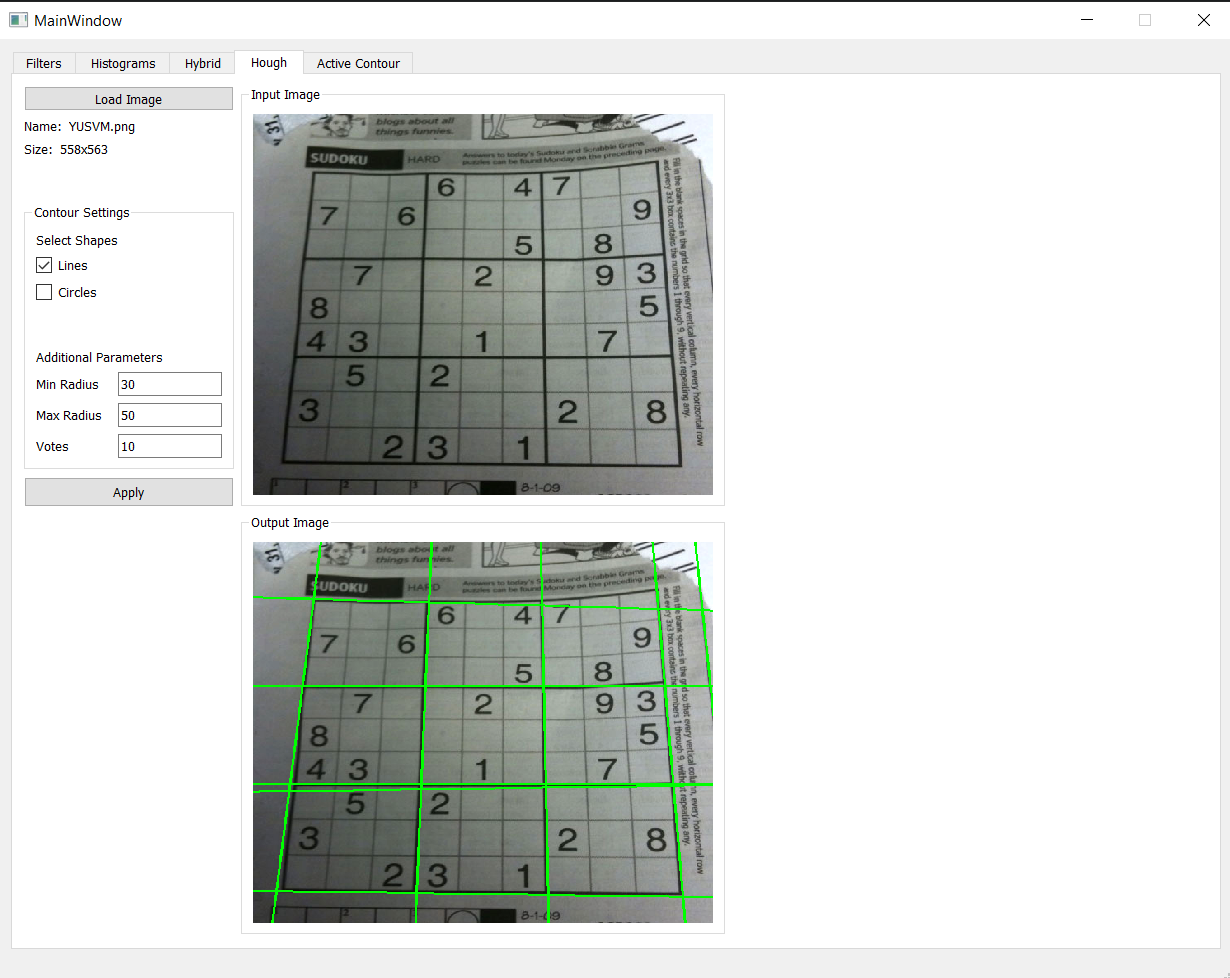 MainWindow
Filters Histograms Hybrid Hough Active Contour
Load Image
Name: YUSVM.png
Size: 558x563
Contour Settings
Select Shapes
Lines
Circles
Additional Parameters
Min Radius 30
Max Radius 50
Votes 10
Apply
Input Image
31,
blogs about all
things funnies.
SUDOKU HARD Answers to today's Sudoku and Scrabble Grams
puzzles can be found Monday on the preceding page.
6 4 7
7 6 9
5 8
7 2 9 3
8 5
4 3 1 7
5 2
3 2 8
2 3 1
Fill in the blank spaces in the grid so that every vertical column, every horizontal row
and every 3x3 box contains the numbers 1 through 9, without repeating any.
1 2 3
8-1-09
Output Image
31,
blogs about all
things funnies.
SUDOKU HARD Answers to today's Sudoku and Scrabble Grams
puzzles can be found Monday on the preceding page.
6 4 7
7 6 9
5 8
7 2 9 3
8 5
4 3 1 7
5 2
3 2 8
2 3 1
Fill in the blank spaces in the grid so that every vertical column, every horizontal row
and every 3x3 box contains the numbers 1 through 9, without repeating any.
2 3
8-1-09